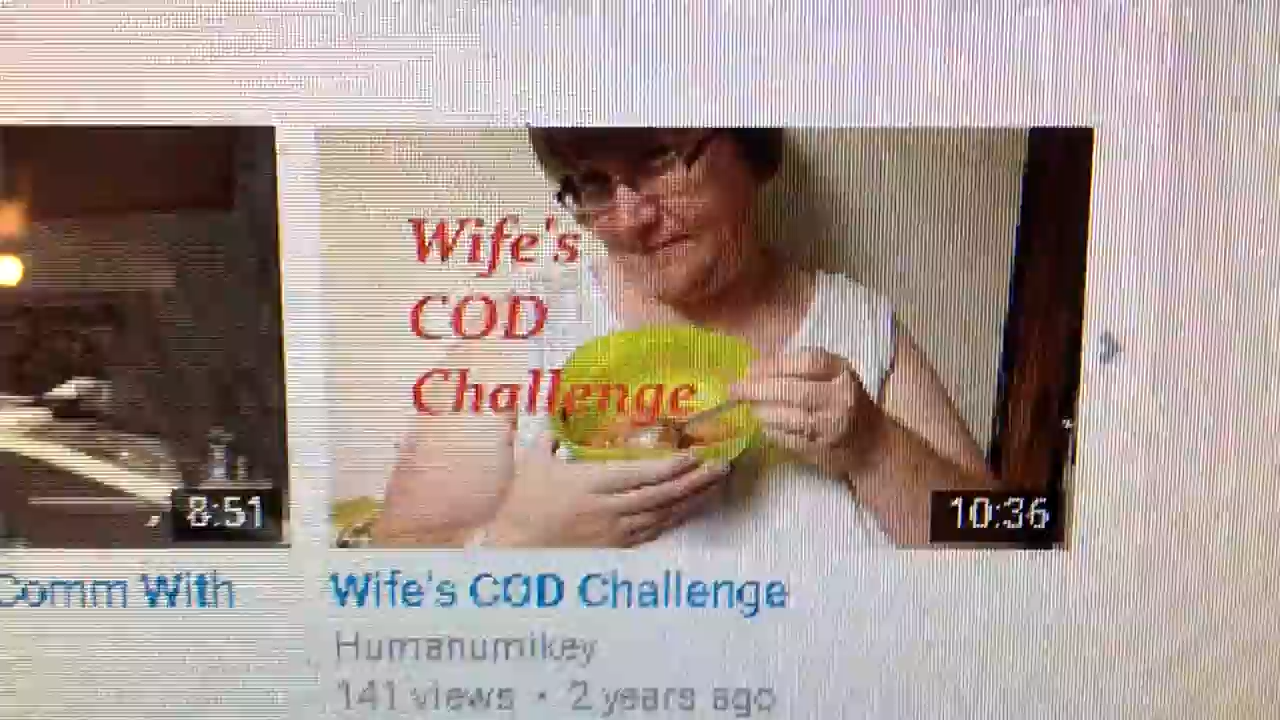 Wife's
COD
Challenge
8:51
10:36
Comm With
Wife's COD Challenge
Humanumikey
141 views • 2 years ago